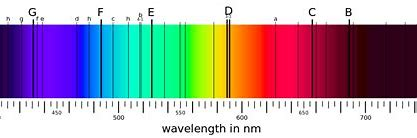 G F E D C B
h g f e d h c h b a
450 500 550 600 650 700
wavelength in nm